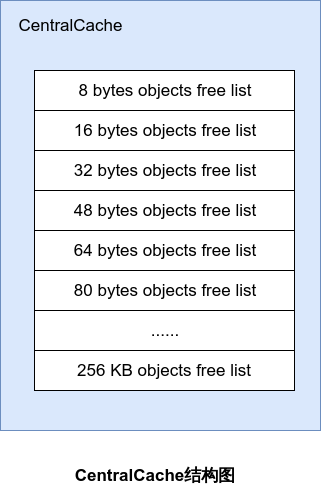 CentralCache
8 bytes objects free list
16 bytes objects free list
32 bytes objects free list
48 bytes objects free list
64 bytes objects free list
80 bytes objects free list
......
256 KB objects free list
CentralCache结构图